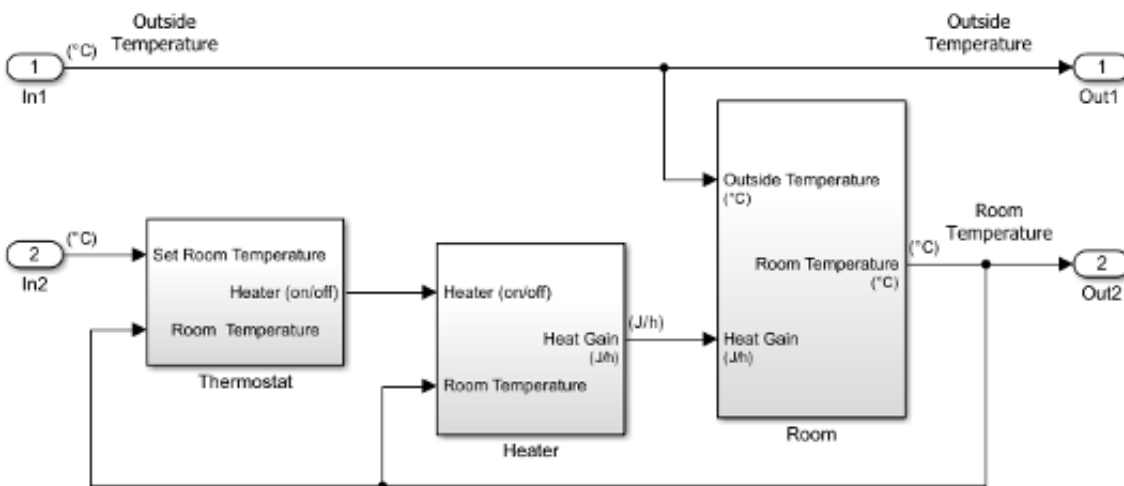 Outside
Temperature
Outside
Temperature
(°C)
1
In1
1
Out1
Outside Temperature
(°C)
Room
Temperature
(°C)
2
In2
(°C)
Set Room Temperature
Heater (on/off)
Room Temperature
Thermostat
Heater (on/off)
Heat Gain
(J/h)
Room Temperature
Heater
(J/h)
Room Temperature
(°C)
Heat Gain
(J/h)
Room
2
Out2